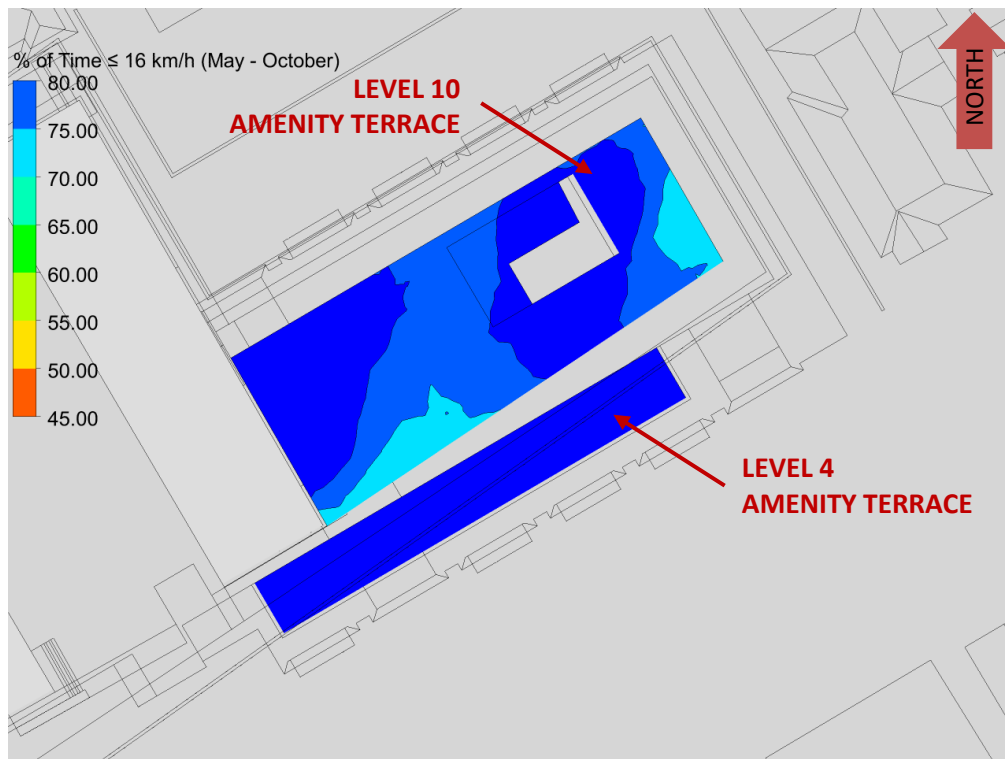 % of Time ≤ 16 km/h (May - October)
80.00
75.00
70.00
65.00
60.00
55.00
50.00
45.00
LEVEL 10
AMENITY TERRACE
NORTH
LEVEL 4
AMENITY TERRACE